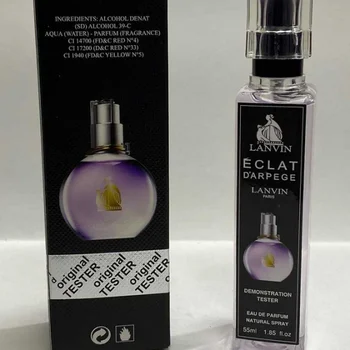 INGREDIENTS: ALCOHOL DENAT
(SD) ALCOHOL 39-C
AQUA (WATER) - PARFUM (FRAGRANCE)
CI 14700 (FD&C RED N°4)
CI 17200 (D&C RED N°33)
CI 1940 (FD&C YELLOW N°5)
d original original original
TESTER TESTER TESTER
LANVIN
ÉCLAT
D'ARPEGE
LANVIN
PARIS
DEMONSTRATION
TESTER
EAU DE PARFUM
NATURAL SPRAY
55ml 1.85 fl.oz